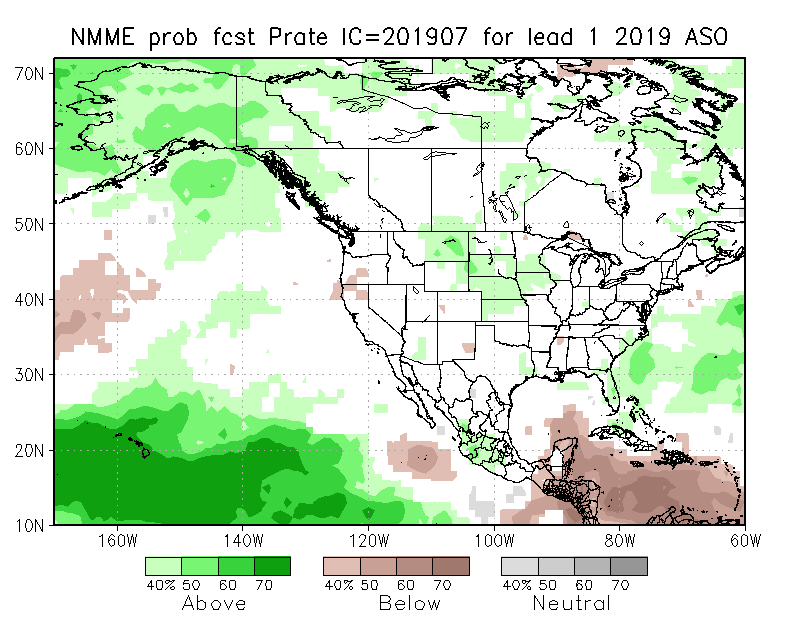 NMME prob fcst Prate IC=201907 for lead 1 2019 ASO
70N
60N
50N
40N
30N
20N
10N
160W 140W 120W 100W 80W 60W
40% 50 60 70 40% 50 60 70 40% 50 60 70
Above Below Neutral